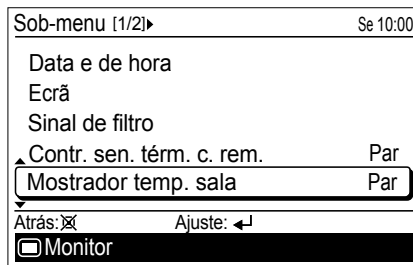 Sob-menu [1/2] Se 10:00
Data e de hora
Ecrã
Sinal de filtro
Contr. sen. térm. c. rem. Par
Mostrador temp. sala Par
Atrás: Ajuste:
Monitor